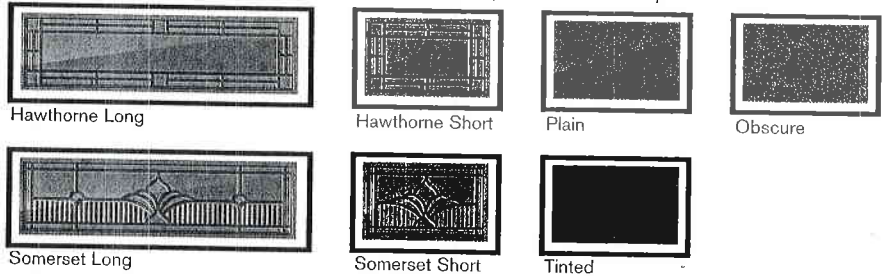 Hawthorne Long
Hawthorne Short
Plain
Obscure
Somerset Long
Somerset Short
Tinted